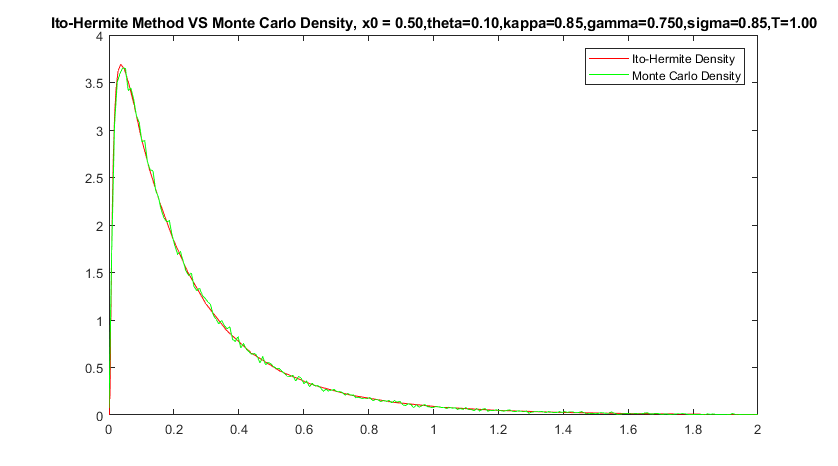 Ito-Hermite Method VS Monte Carlo Density, x0 = 0.50,theta=0.10,kappa=0.85,gamma=0.750,sigma=0.85,T=1.00
4
3.5
3
2.5
2
1.5
1
0.5
0
Ito-Hermite Density
Monte Carlo Density
0 0.2 0.4 0.6 0.8 1 1.2 1.4 1.6 1.8 2